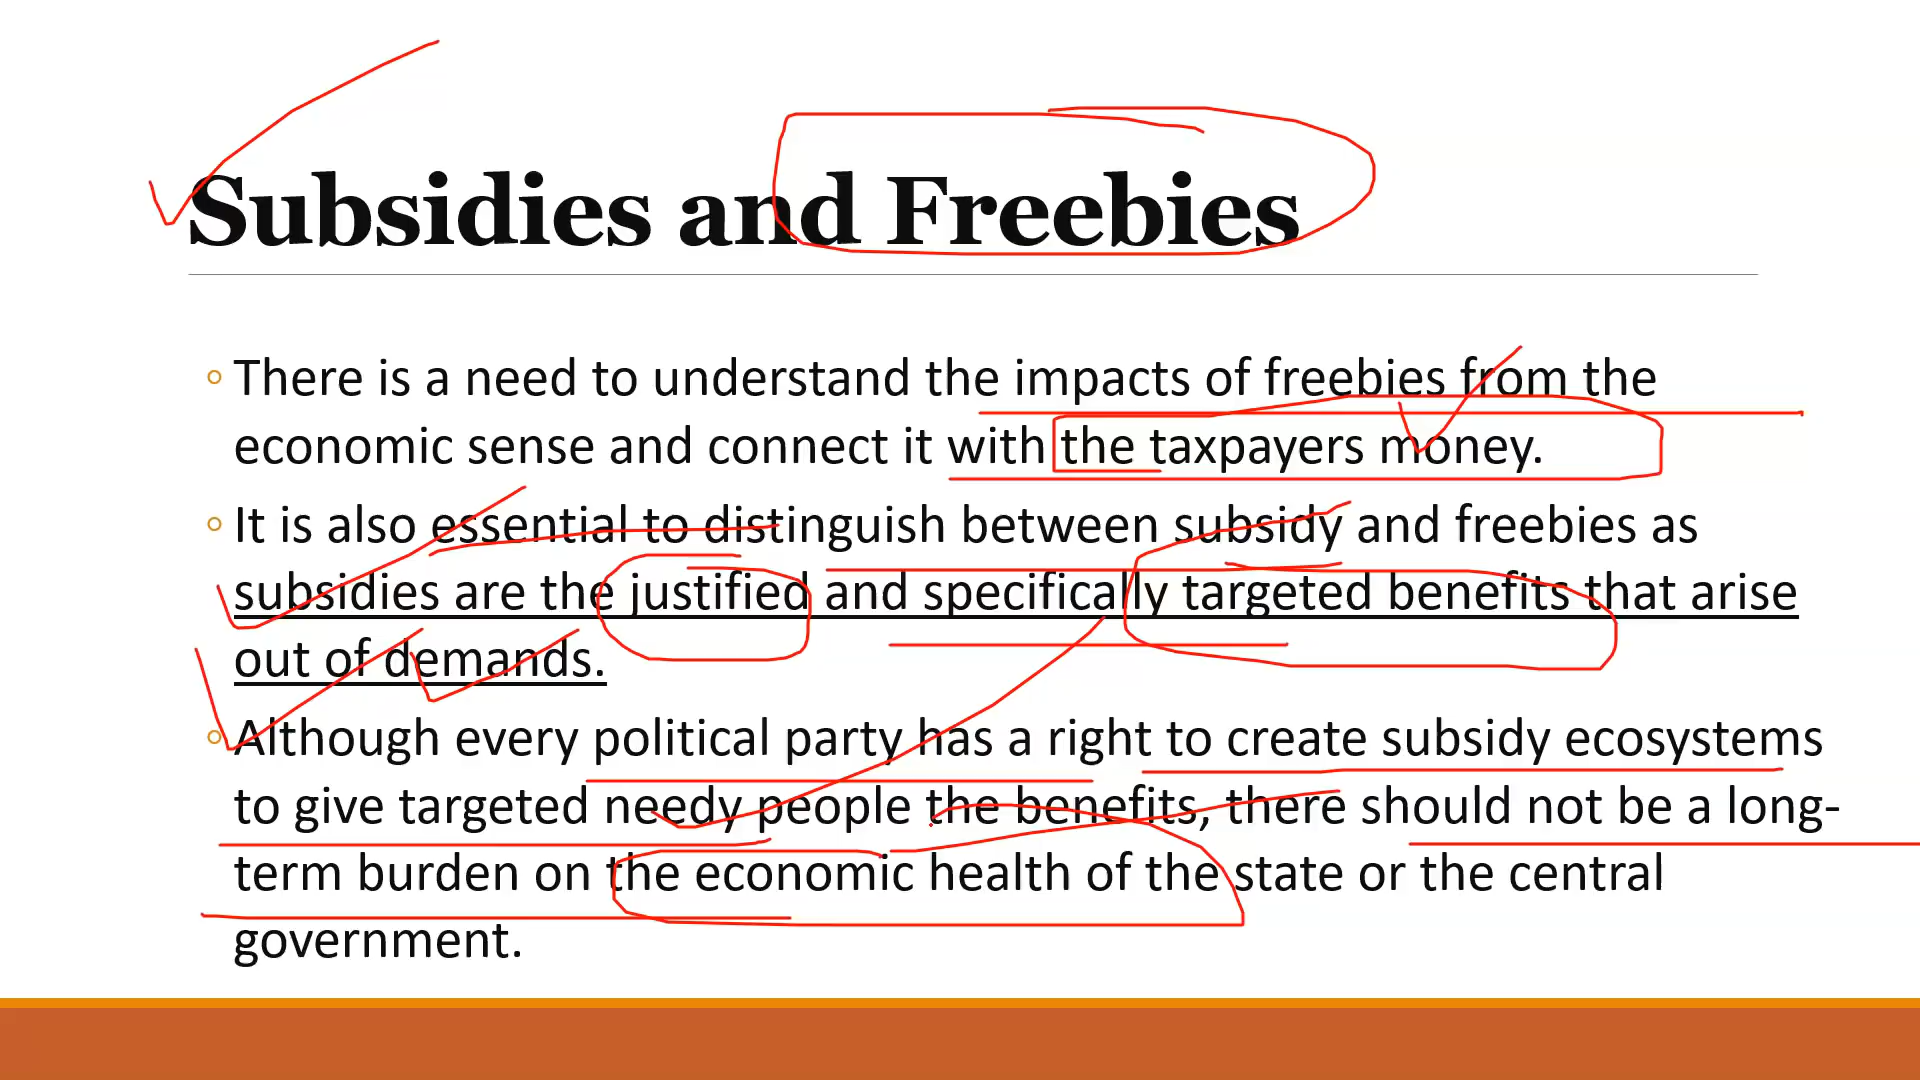 Subsidies and Freebies
There is a need to understand the impacts of freebies from the
economic sense and connect it with the taxpayers money.
It is also essential to distinguish between subsidy and freebies as
subsidies are the justified and specifically targeted benefits that arise
out of demands.
Although every political party has a right to create subsidy ecosystems
to give targeted needy people the benefits, there should not be a long-
term burden on the economic health of the state or the central
government.